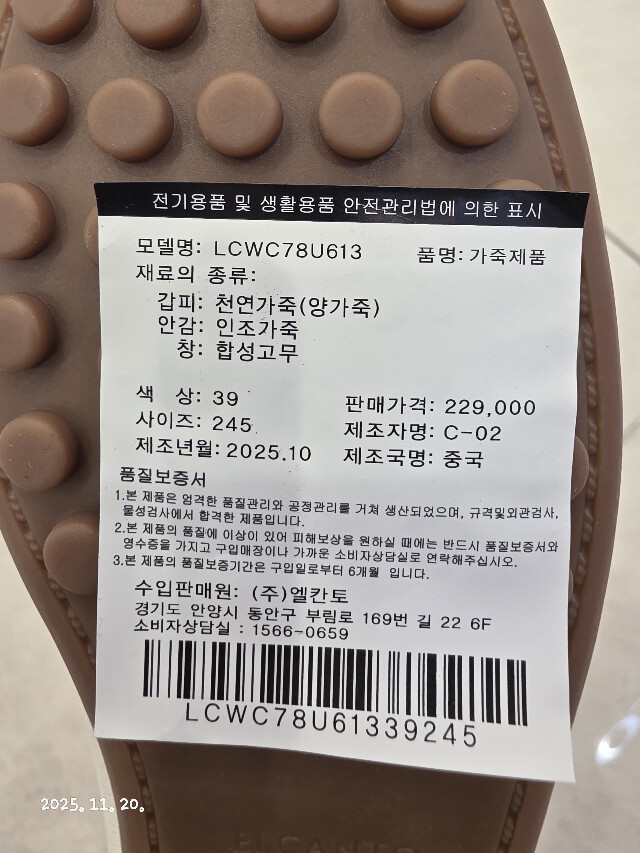 전기용품 및 생활용품 안전관리법에 의한 표시
모델명: LCWC78U613 품명: 가죽제품
재료의 종류:
갑피: 천연가죽(양가죽)
안감: 인조가죽
창: 합성고무
색 상: 39 판매가격: 229,000
사이즈: 245 제조자명: C-02
제조년월: 2025.10 제조국명: 중국
품질보증서
1.본 제품은 엄격한 품질관리와 공정관리를 거쳐 생산되었으며, 규격및외관검사,
물성검사에서 합격한 제품입니다.
2.본 제품의 품질에 이상이 있어 피해보상을 원하실 때에는 반드시 품질보증서와
영수증을 가지고 구입매장이나 가까운 소비자상담실로 연락해주십시오.
3.본 제품의 품질보증기간은 구입일로부터 6개월 입니다.
수입판매원: (주)엘칸토
경기도 안양시 동안구 부림로 169번 길 22 6F
소비자상담실 : 1566-0659
LCWC78U61339245
2025. 11. 20.
ELCANTO